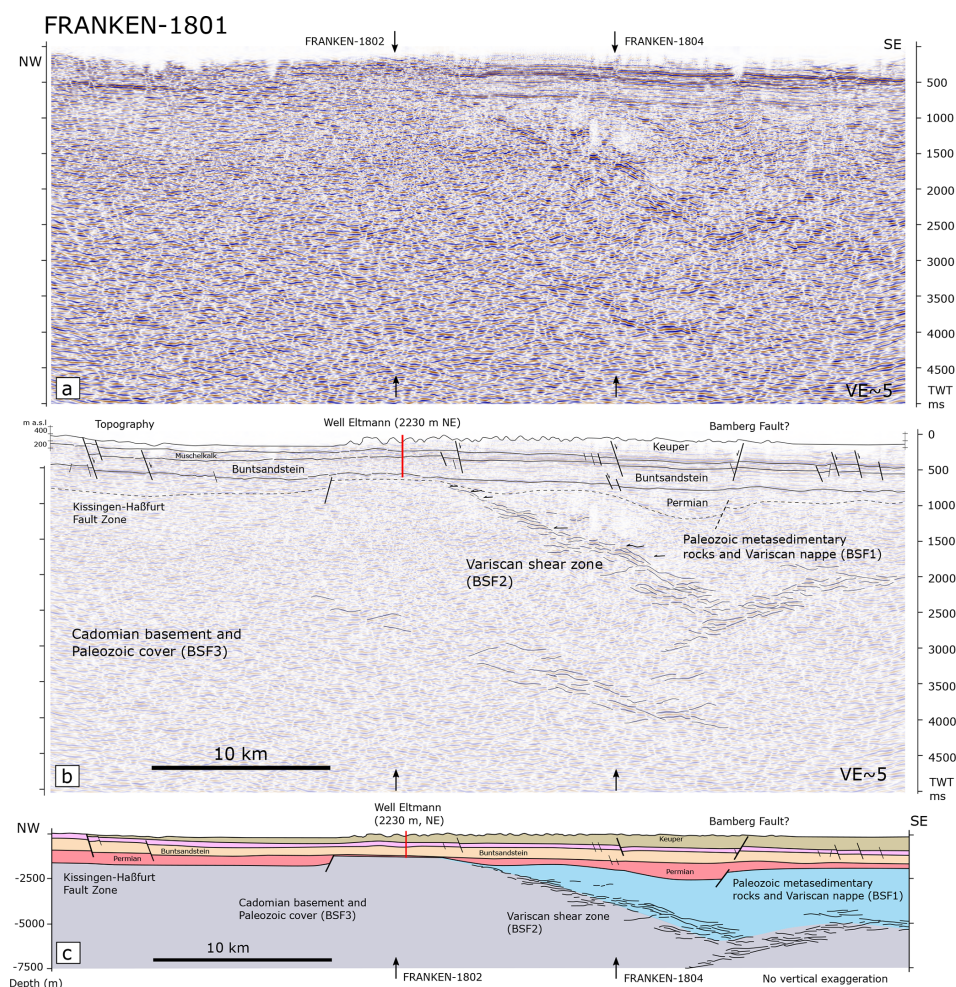 FRANKEN-1801
FRANKEN-1802
FRANKEN-1804
NW
SE
500
1000
1500
2000
2500
3000
3500
4000
4500
TWT
ms
a
VE~5
m a.s.l
400
200
Topography
Well Eltmann (2230 m NE)
Bamberg Fault?
0
Keuper
Muschelkalk
Buntsandstein
500
Buntsandstein
Permian
1000
Kissingen-Haßfurt
Fault Zone
Paleozoic metasedimentary
rocks and Variscan nappe (BSF1)
1500
Variscan shear zone
(BSF2)
2000
2500
Cadomian basement and
Paleozoic cover (BSF3)
3000
3500
4000
10 km
4500
b
VE~5
TWT
ms
NW
Well Eltmann
(2230 m, NE)
Bamberg Fault?
SE
Keuper
Buntsandstein
Buntsandstein
Permian
Permian
Kissingen-Haßfurt
Fault Zone
-2500
Paleozoic metasedimentary
rocks and Variscan nappe (BSF1)
Cadomian basement and
Paleozoic cover (BSF3)
Variscan shear zone
(BSF2)
-5000
10 km
c
-7500
Depth (m)
FRANKEN-1802
FRANKEN-1804
No vertical exaggeration